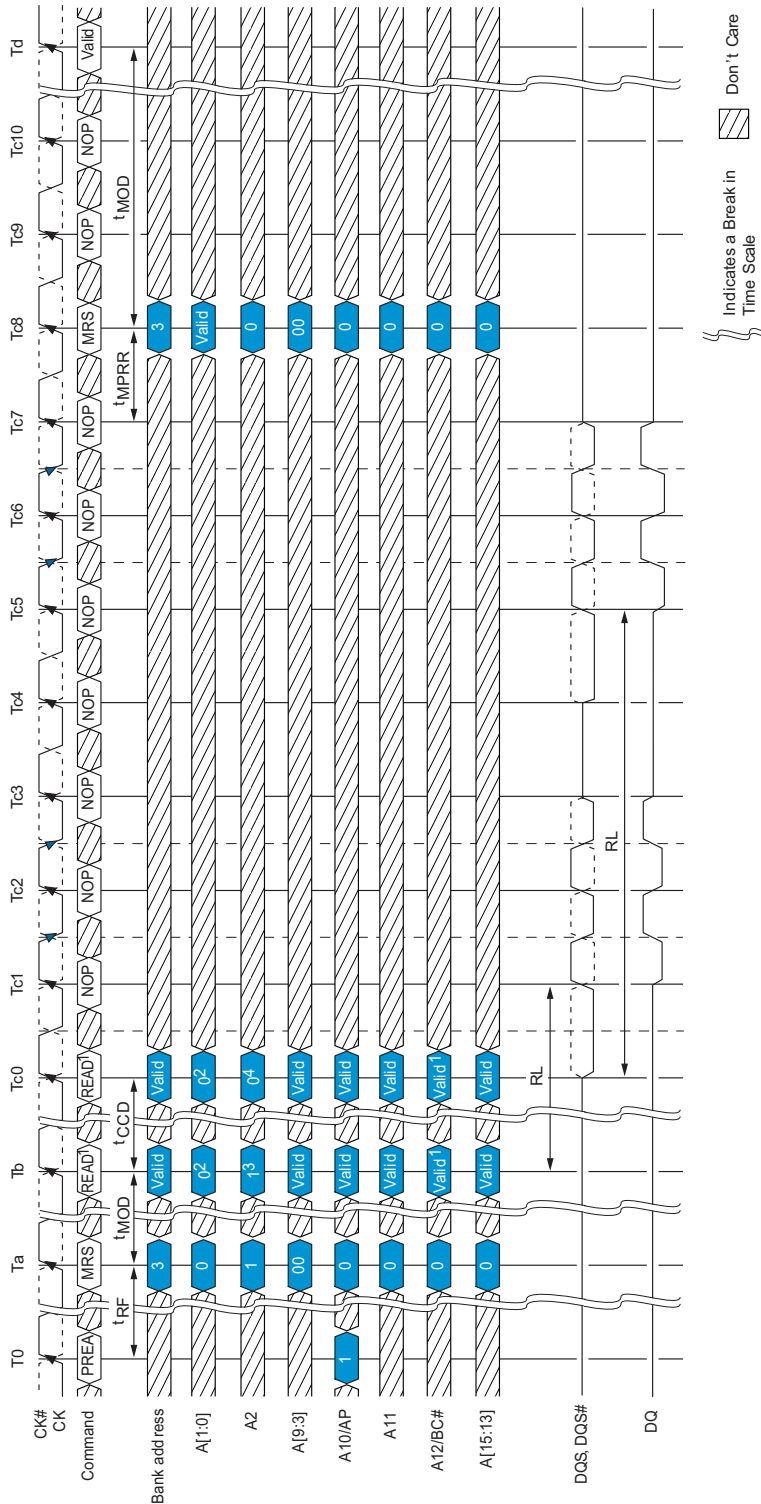 T0 Ta Tb Tc0 Tc1 Tc2 Tc3 Tc4 Tc5 Tc6 Tc7 Tc8 Tc9 Tc10 Td
CK#
CK
Command PREA MRS READ1 READ1 NOP NOP NOP NOP NOP NOP NOP MRS NOP NOP Valid
tRF tMOD tCCD tMPRR tMOD
Bank address 3 Valid Valid 3
A[1:0] 0 02 02 Valid
A2 1 13 04 0
A[9:3] 00 Valid Valid 00
A10/AP 1 0 Valid Valid 0
A11 0 Valid Valid 0
A12/BC# 0 Valid 1 Valid 1 0
A[15:13] 0 Valid Valid 0
RL
DQS, DQS#
RL
DQ
Indicates a Break in
Time Scale
Don't Care